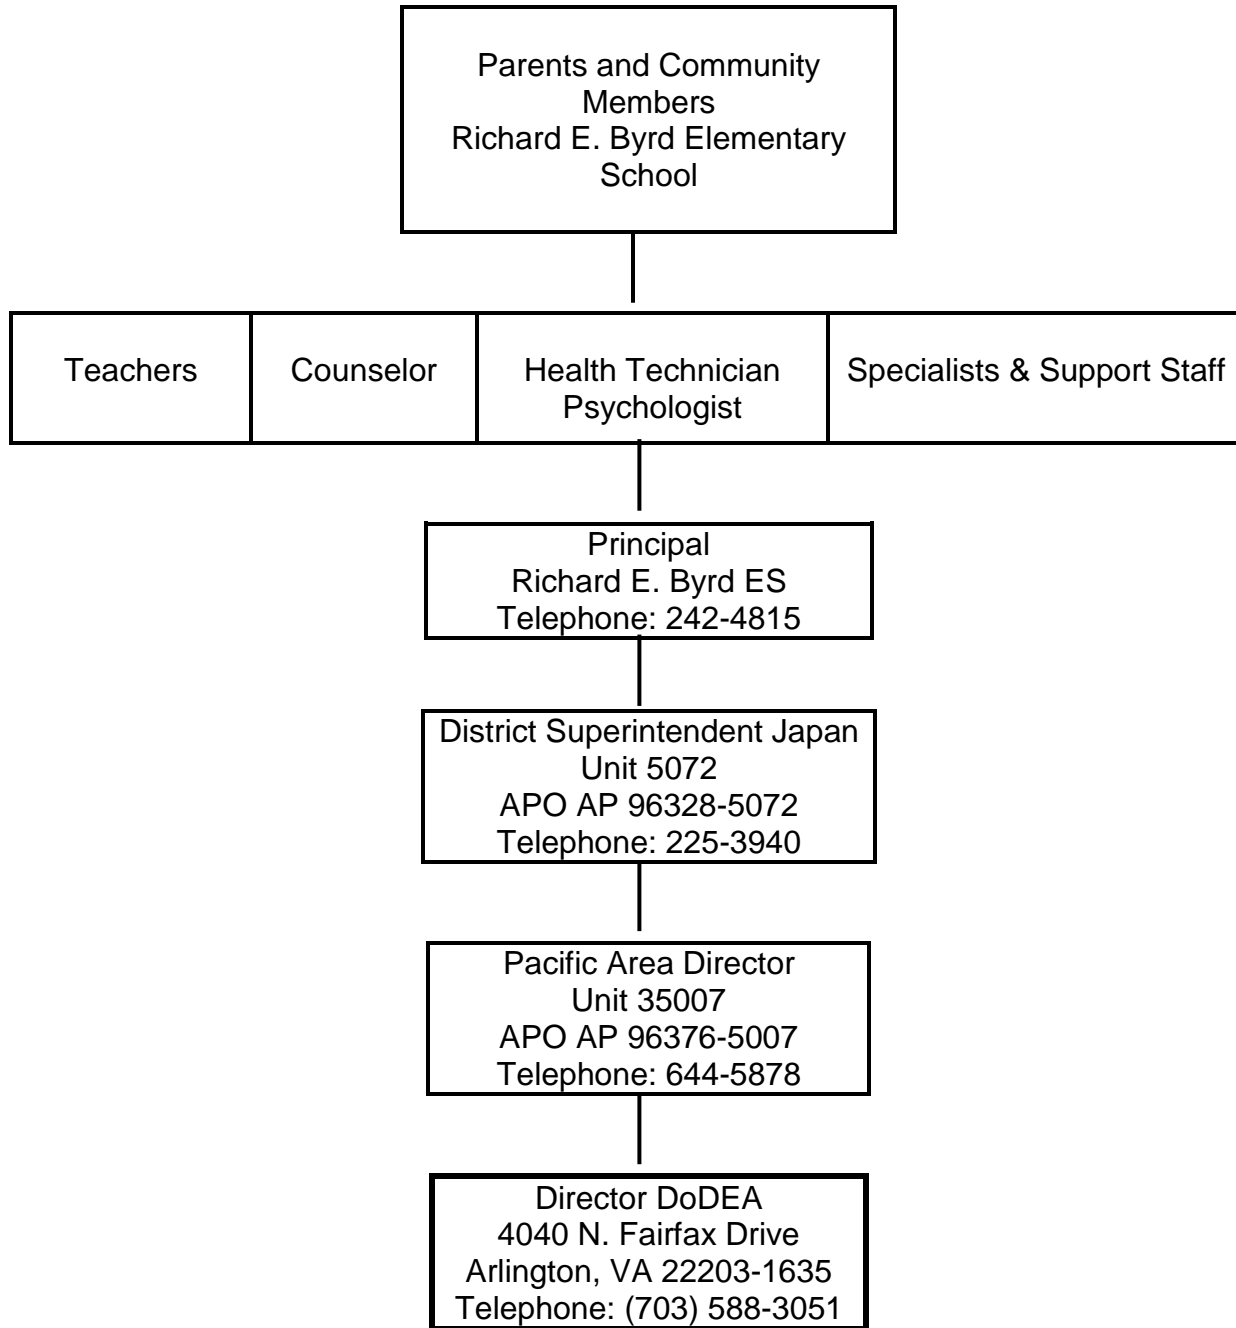 Parents and Community
Members
Richard E. Byrd Elementary
School
Teachers
Counselor
Health Technician
Psychologist
Specialists & Support Staff
Principal
Richard E. Byrd ES
Telephone: 242-4815
District Superintendent Japan
Unit 5072
APO AP 96328-5072
Telephone: 225-3940
Pacific Area Director
Unit 35007
APO AP 96376-5007
Telephone: 644-5878
Director DoDEA
4040 N. Fairfax Drive
Arlington, VA 22203-1635
Telephone: (703) 588-3051